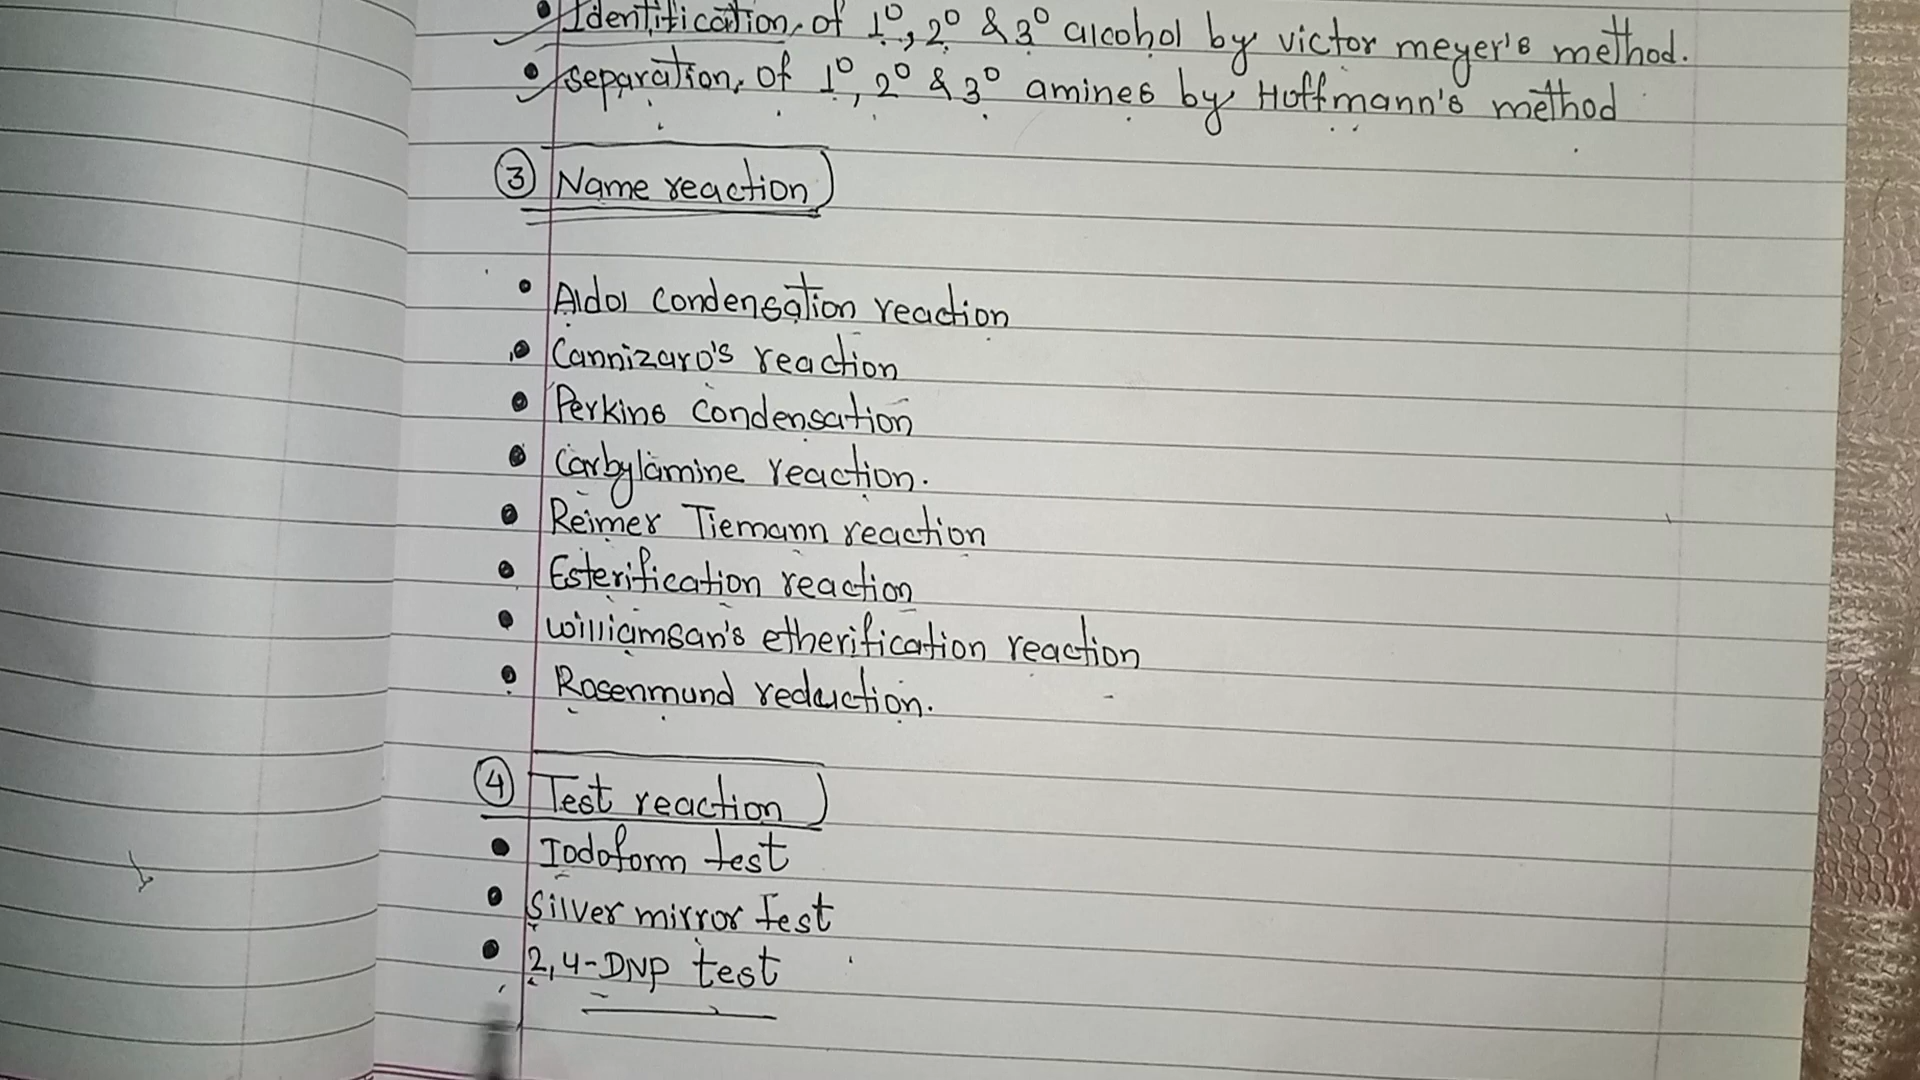 • Identification, of 1°, 2° & 3° alcohol by victor meyer's method.
• separation, of 1°, 2° & 3° amines by Hoffmann's method
③ Name reaction
• Aldol condensation reaction
• Cannizaro's reaction
• Perkins condensation
• Carbylamine reaction.
• Reimer Tiemann reaction
• Esterification reaction
• williamsan's etherification reaction
• Rosenmund reduction.
④ Test reaction
• Iodoform test
• Silver mirror test
• 2,4-DNP test